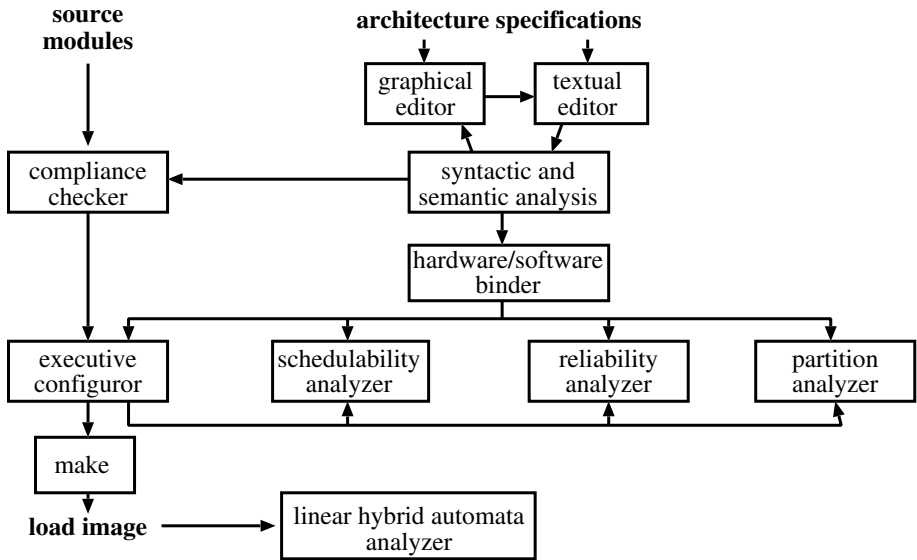 source
modules
architecture specifications
graphical
editor
textual
editor
compliance
checker
syntactic and
semantic analysis
hardware/software
binder
executive
configuror
schedulability
analyzer
reliability
analyzer
partition
analyzer
make
load image
linear hybrid automata
analyzer